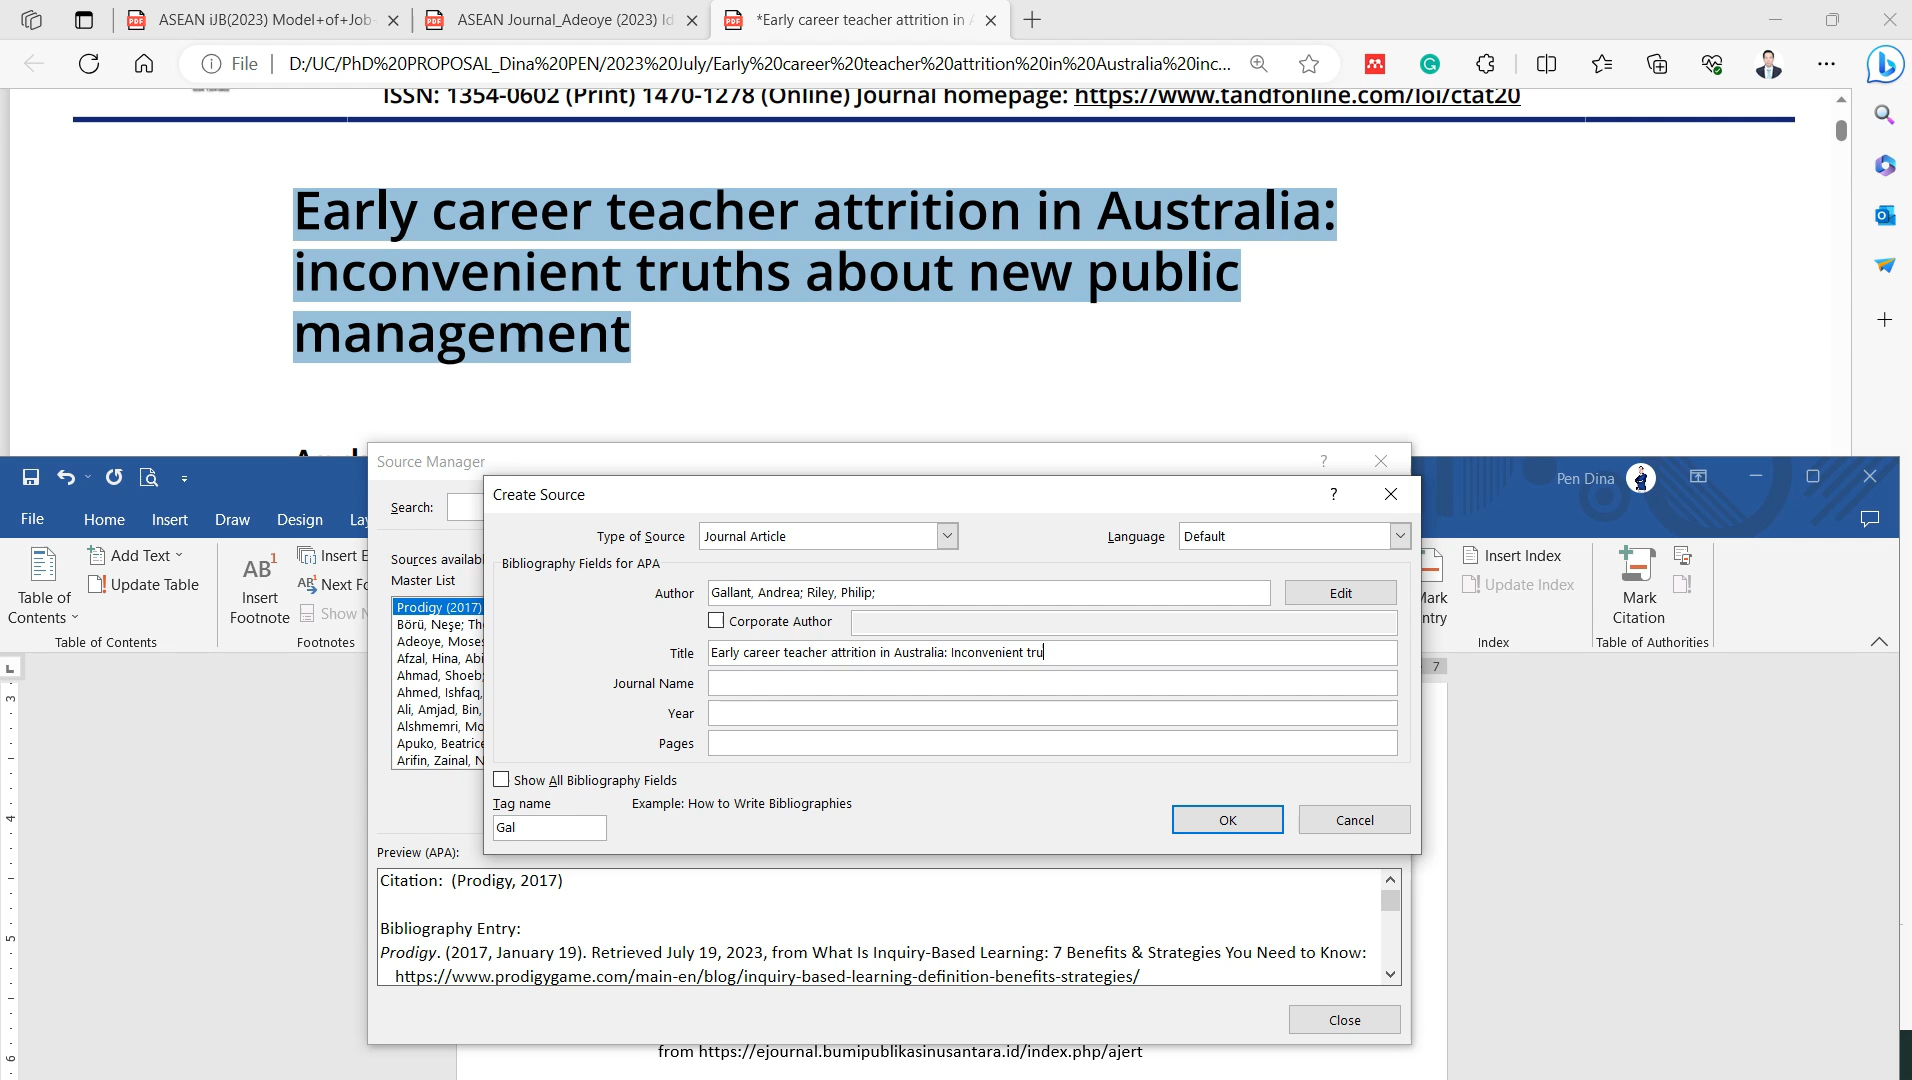 ASEAN iJB(2023) Model+of+Job-
ASEAN Journal_Adeoye (2023) Id
*Early career teacher attrition in A
File
D:/UC/PhD%20PROPOSAL_Dina%20PEN/2023%20July/Early%20career%20teacher%20attrition%20in%20Australia%20inc...
ISSN: 1354-0602 (Print) 1470-1278 (Online) Journal homepage: https://www.tandfonline.com/loi/ctat20
Early career teacher attrition in Australia:
inconvenient truths about new public
management
Source Manager
Pen Dina
Search:
Create Source
File Home Insert Draw Design
Type of Source Journal Article Language Default
Bibliography Fields for APA
Add Text
Update Table
Table of
Contents
Table of Contents
AB1
Insert
Footnote
Insert E
Next Fo
Show N
Footnotes
Sources availabl
Master List
Prodigy (2017)
Börü, Neşe; Th
Adeoye, Moses
Afzal, Hina, Abi
Ahmad, Shoeb;
Ahmed, Ishfaq,
Ali, Amjad, Bin,
Alshmemri, Mo
Apuko, Beatrice
Arifin, Zainal, N
Author Gallant, Andrea; Riley, Philip; Edit
Corporate Author
Title Early career teacher attrition in Australia: Inconvenient tru
Journal Name
Year
Pages
Show All Bibliography Fields
Tag name Example: How to Write Bibliographies
Gal
OK Cancel
Insert Index
Update Index
Index
Mark
Citation
Table of Authorities
7
3
4
5
6
Preview (APA):
Citation: (Prodigy, 2017)
Bibliography Entry:
Prodigy. (2017, January 19). Retrieved July 19, 2023, from What Is Inquiry-Based Learning: 7 Benefits & Strategies You Need to Know:
https://www.prodigygame.com/main-en/blog/inquiry-based-learning-definition-benefits-strategies/
Close
from https://ejournal.bumipublikasinusantara.id/index.php/ajert